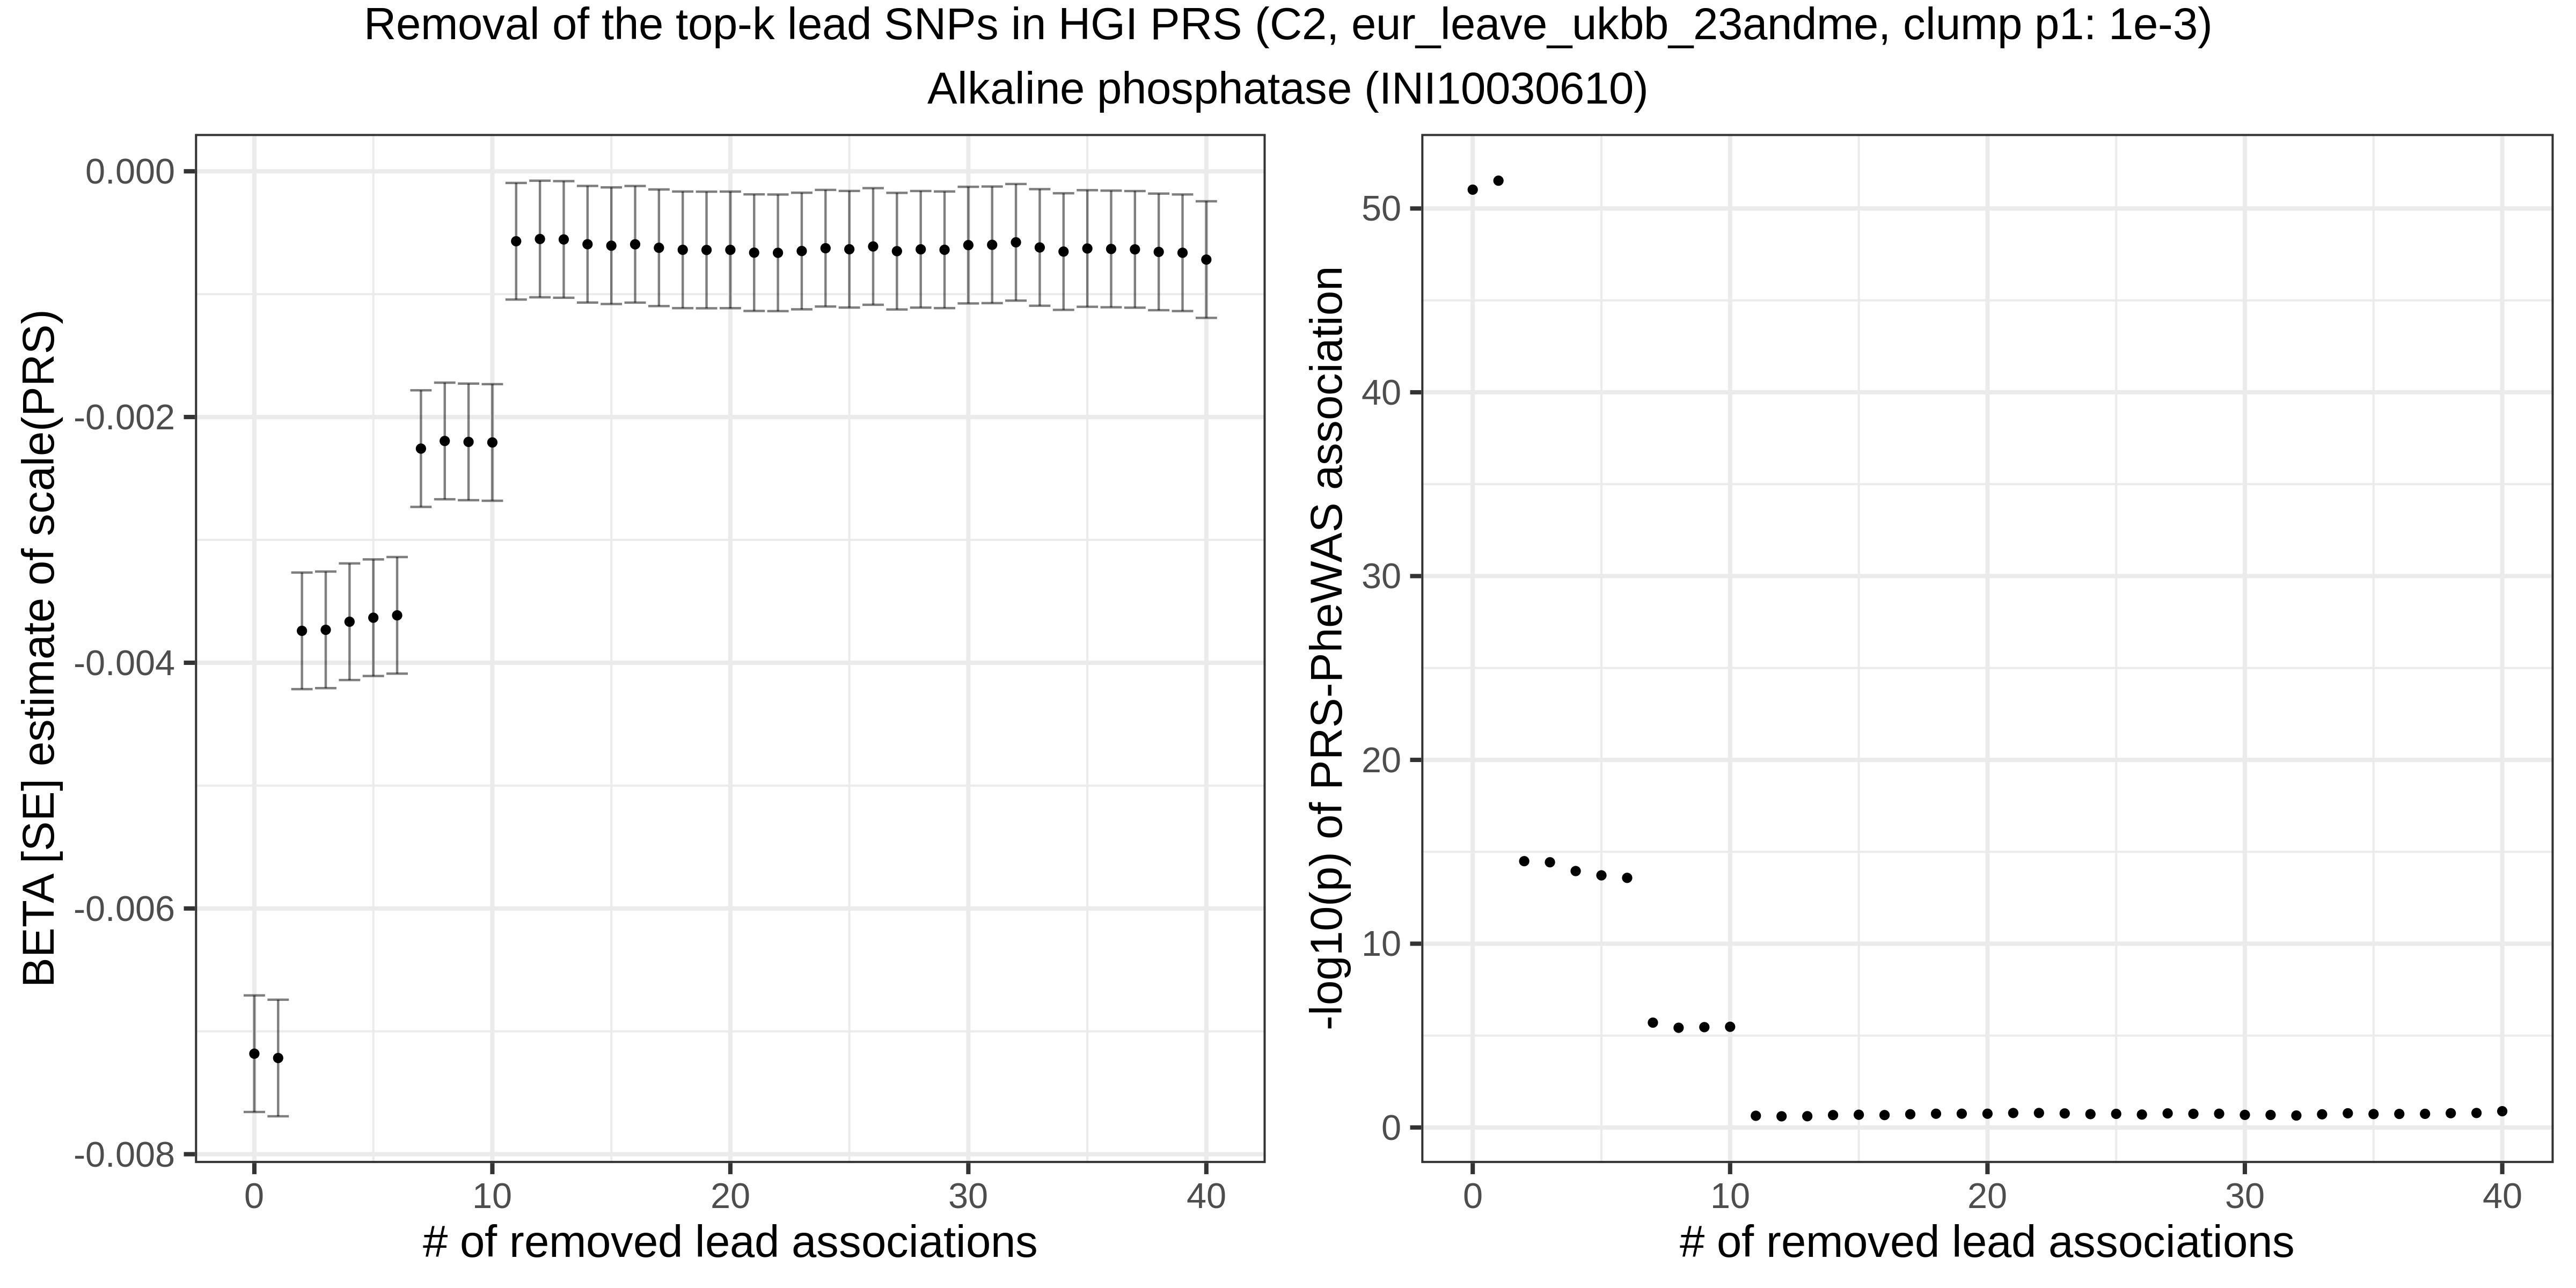 Removal of the top-k lead SNPs in HGI PRS (C2, eur_leave_ukbb_23andme, clump p1: 1e-3)
Alkaline phosphatase (INI10030610)
BETA [SE] estimate of scale(PRS)
0.000
-0.002
-0.004
-0.006
-0.008
0 10 20 30 40
# of removed lead associations
-log10(p) of PRS-PheWAS association
50
40
30
20
10
0
0 10 20 30 40
# of removed lead associations